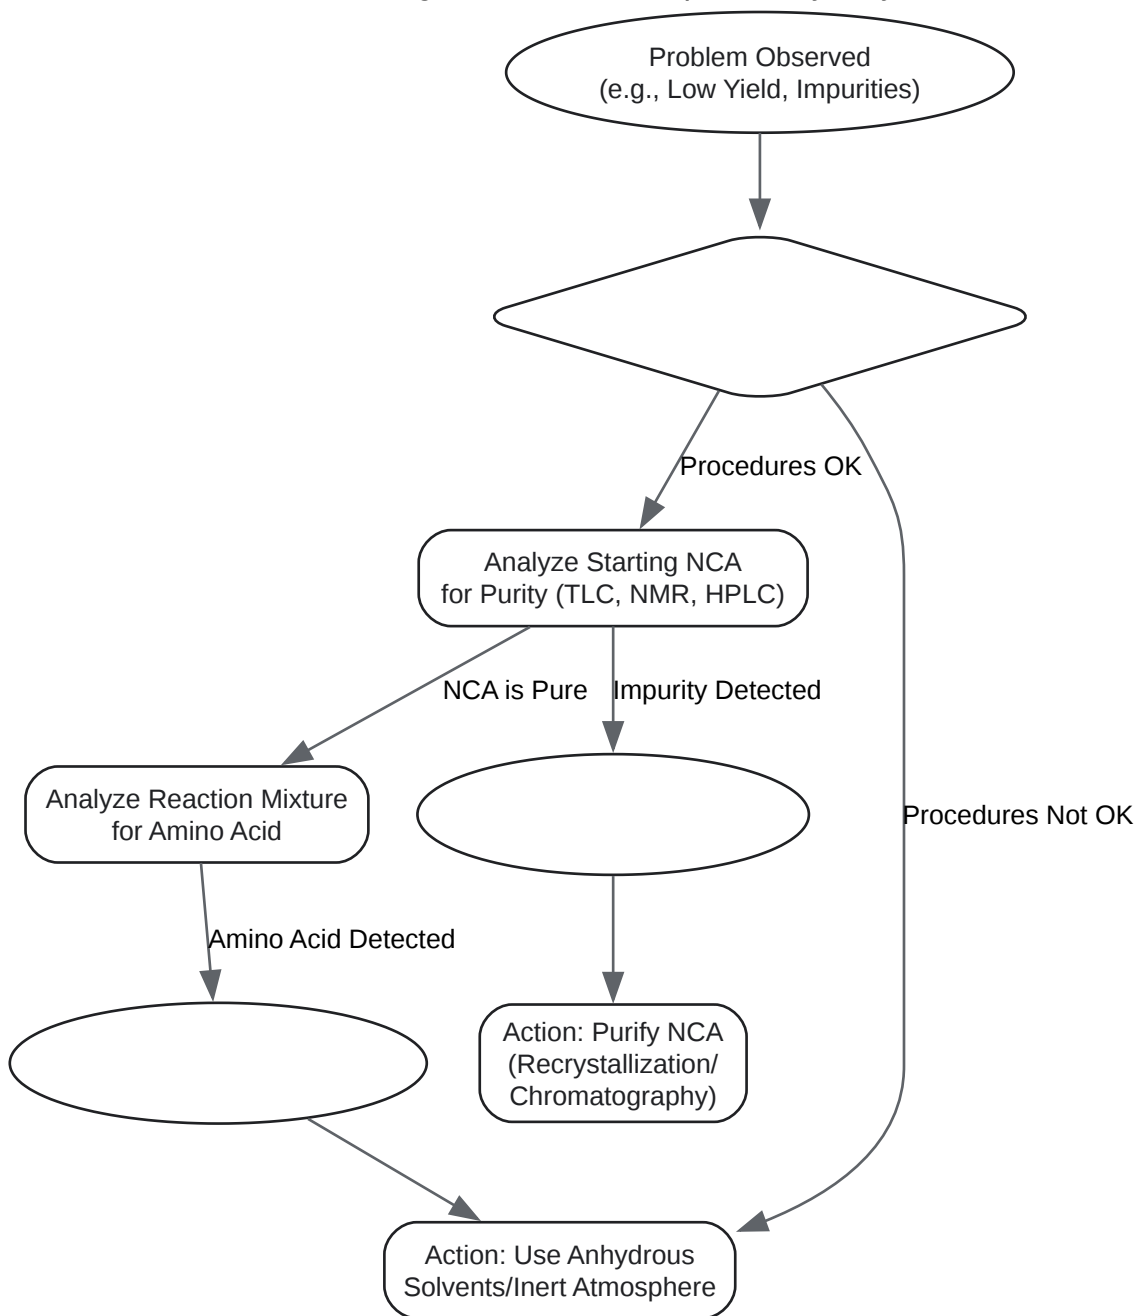 Problem Observed
(e.g., Low Yield, Impurities)
Procedures OK
Analyze Starting NCA
for Purity (TLC, NMR, HPLC)
NCA is Pure
Impurity Detected
Analyze Reaction Mixture
for Amino Acid
Procedures Not OK
Amino Acid Detected
Action: Purify NCA
(Recrystallization/
Chromatography)
Action: Use Anhydrous
Solvents/Inert Atmosphere